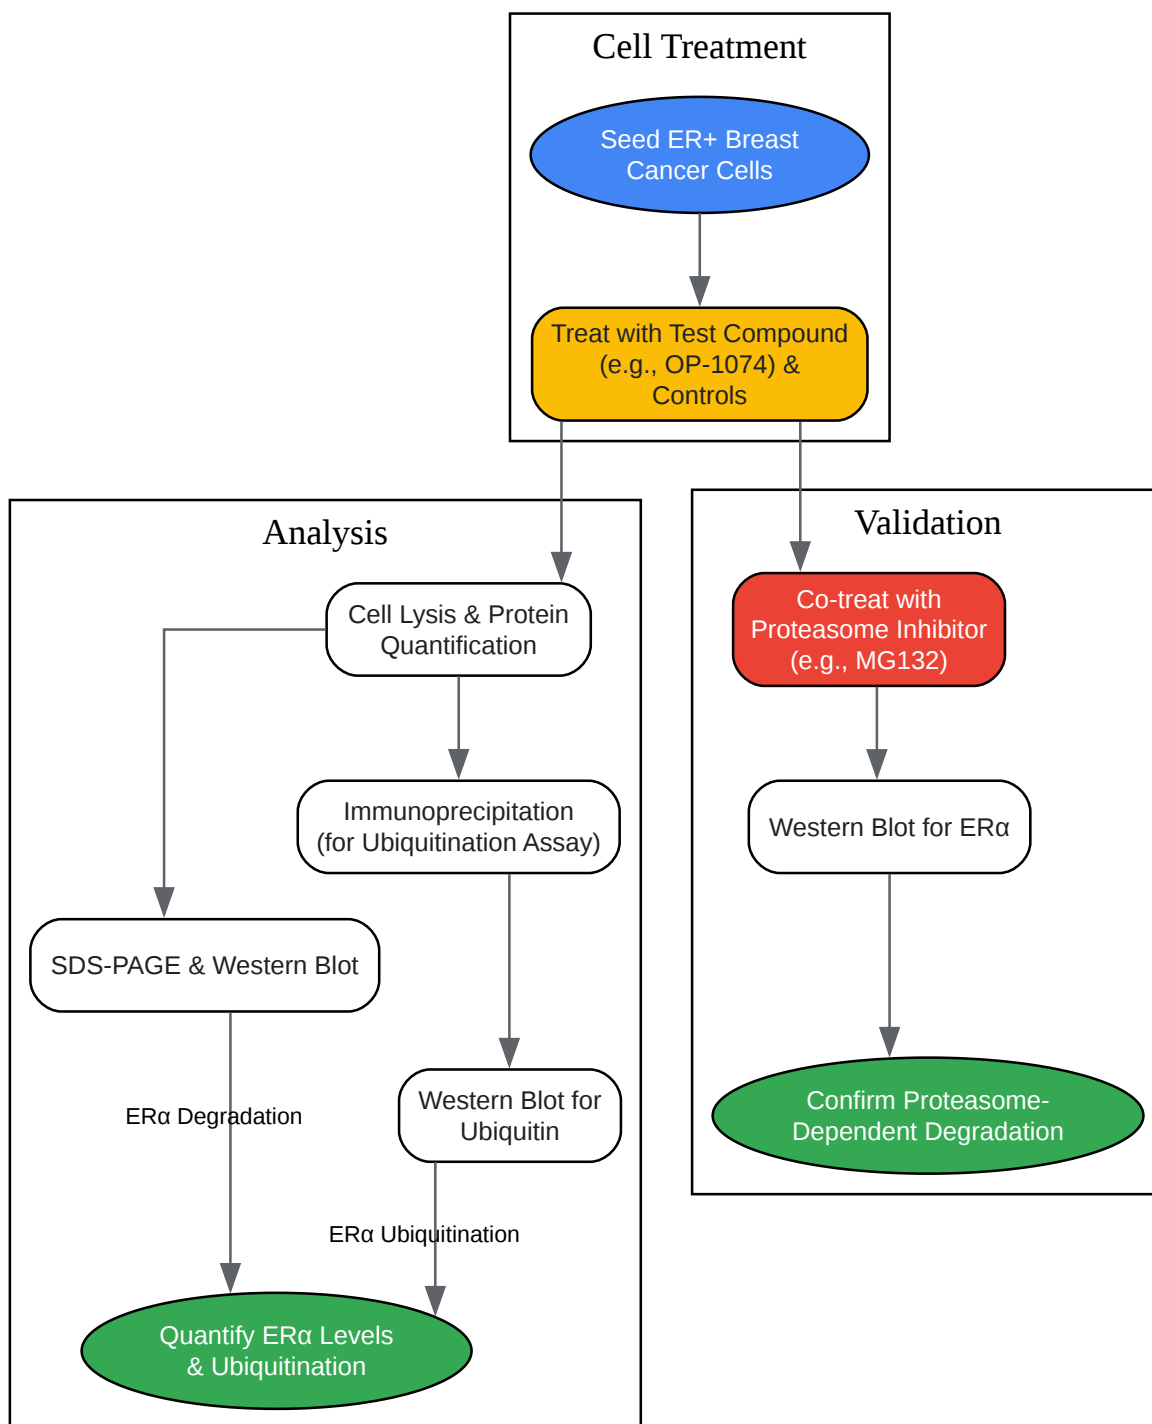 Cell Treatment
Seed ER+ Breast
Cancer Cells
Treat with Test Compound
(e.g., OP-1074) &
Controls
Analysis
Cell Lysis & Protein
Quantification
Immunoprecipitation
(for Ubiquitination Assay)
SDS-PAGE & Western Blot
Western Blot for
Ubiquitin
ERα Degradation
ERα Ubiquitination
Quantify ERα Levels
& Ubiquitination
Validation
Co-treat with
Proteasome Inhibitor
(e.g., MG132)
Western Blot for ERα
Confirm Proteasome-
Dependent Degradation